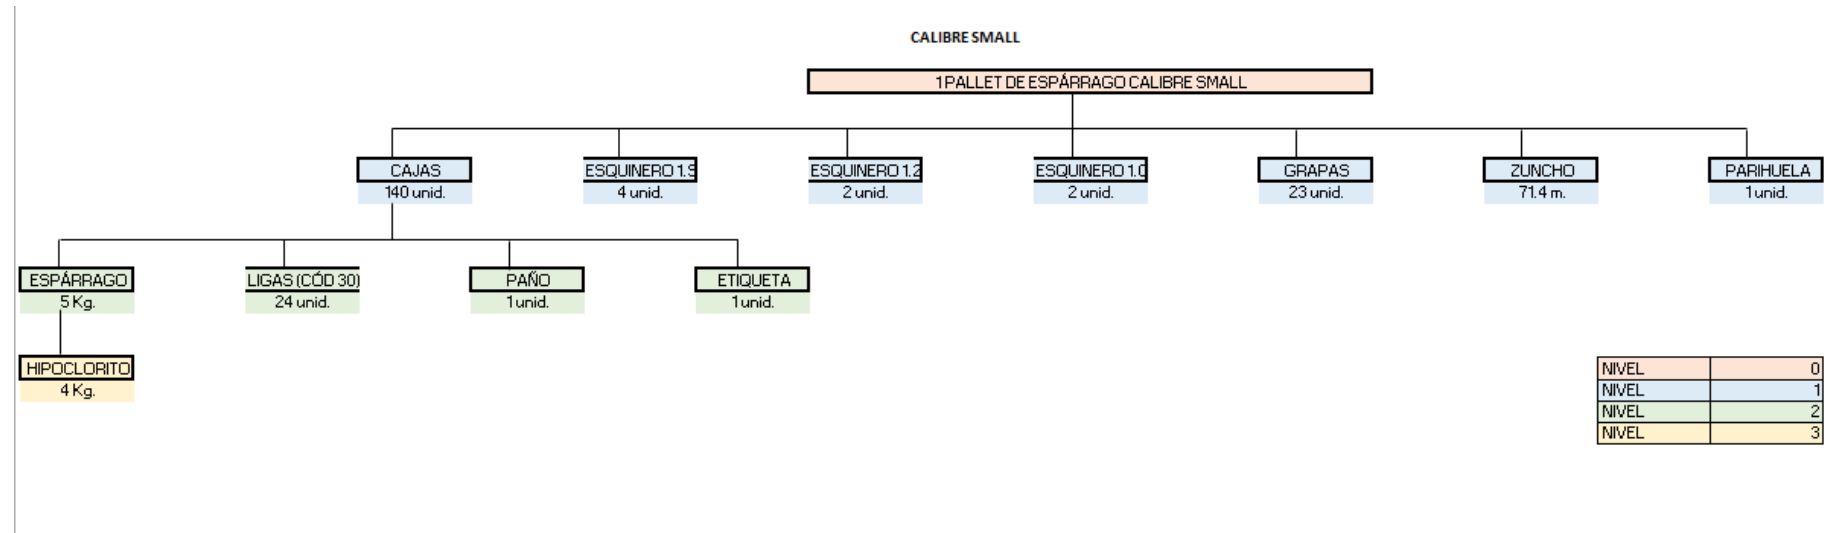 CALIBRE SMALL
1 PALLET DE ESPÁRRAGO CALIBRE SMALL
CAJAS
140 unid.
ESQUINERO 1.9
4 unid.
ESQUINERO 1.2
2 unid.
ESQUINERO 1.0
2 unid.
GRAPAS
23 unid.
ZUNCHO
71.4 m.
PARIHUELA
1 unid.
ESPÁRRAGO
5 Kg.
LIGAS (CÓD 30)
24 unid.
PAÑO
1 unid.
ETIQUETA
1 unid.
HIPOCLORITO
4 Kg.
NIVEL 0
NIVEL 1
NIVEL 2
NIVEL 3